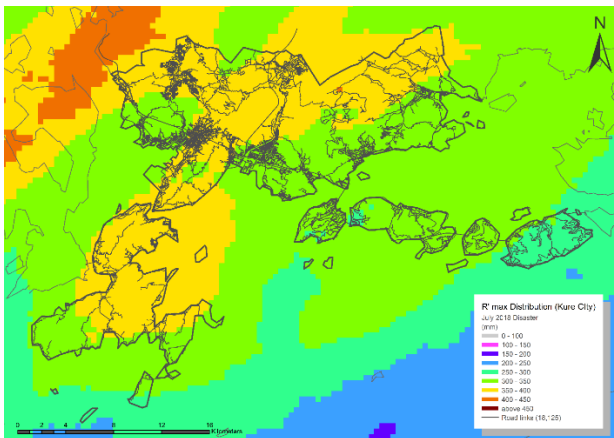 N
R' max Distribution (Kure City)
July 2018 Disaster
(mm)
0 - 100
100 - 150
150 - 200
200 - 250
250 - 300
300 - 350
350 - 400
400 - 450
above 450
Road links (18,125)
0 2 4 8 12 16
Kilometers